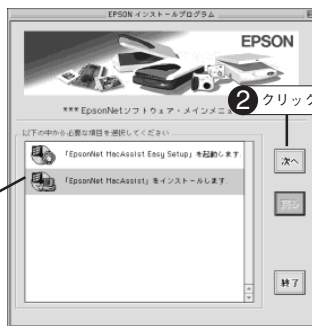 EPSON インストールプログラム
EPSON
*** EpsonNetソフトウェア・メインメニュ
2 クリック
以下の中から必要な項目を選択してください
「EpsonNet MacAssist Easy Setup」を起動します.
「EpsonNet MacAssist」をインストールします.
次へ
戻る
終了